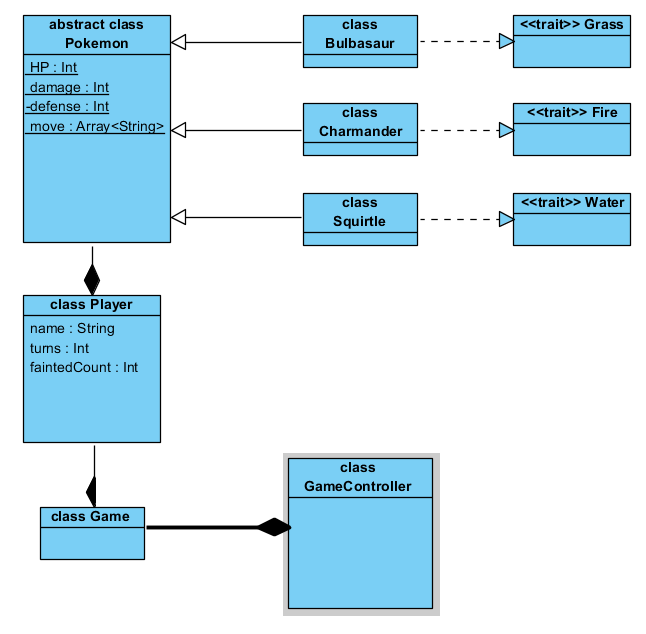 abstract class
Pokemon
HP : Int
damage : Int
-defense : Int
move : Array<String>
class
Bulbasaur
<<trait>> Grass
class
Charmander
<<trait>> Fire
class
Squirtle
<<trait>> Water
class Player
name : String
turns : Int
faintedCount : Int
class Game
class
GameController